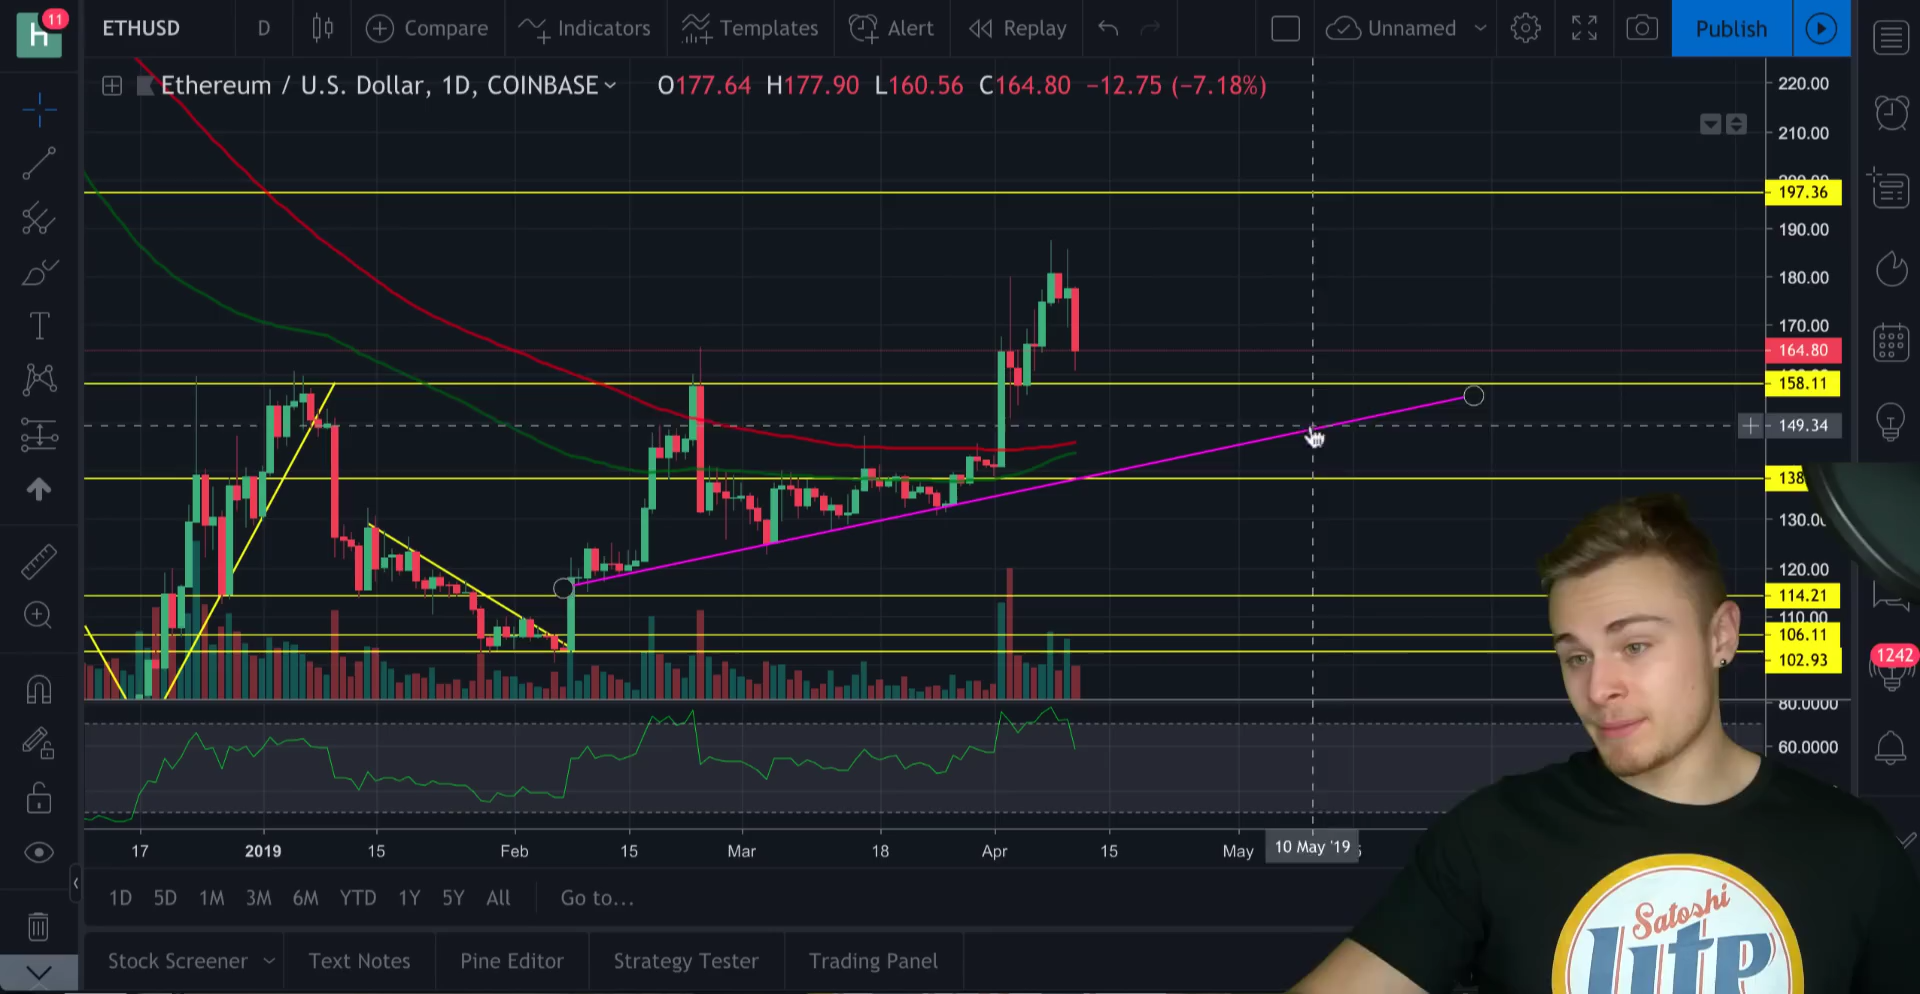 h 11 ETHUSD D Compare Indicators Templates Alert Replay Unnamed Publish
Ethereum / U.S. Dollar, 1D, COINBASE O177.64 H177.90 L160.56 C164.80 −12.75 (−7.18%)
220.00
210.00
197.36
190.00
180.00
170.00
164.80
158.11
149.34
138
120.00
114.21
110.00
106.11
102.93
1242
80.0000
60.0000
17 2019 15 Feb 15 Mar 18 Apr 15 May 10 May '19
1D 5D 1M 3M 6M YTD 1Y 5Y All Go to...
Stock Screener Text Notes Pine Editor Strategy Tester Trading Panel
T
Satoshi
Lite